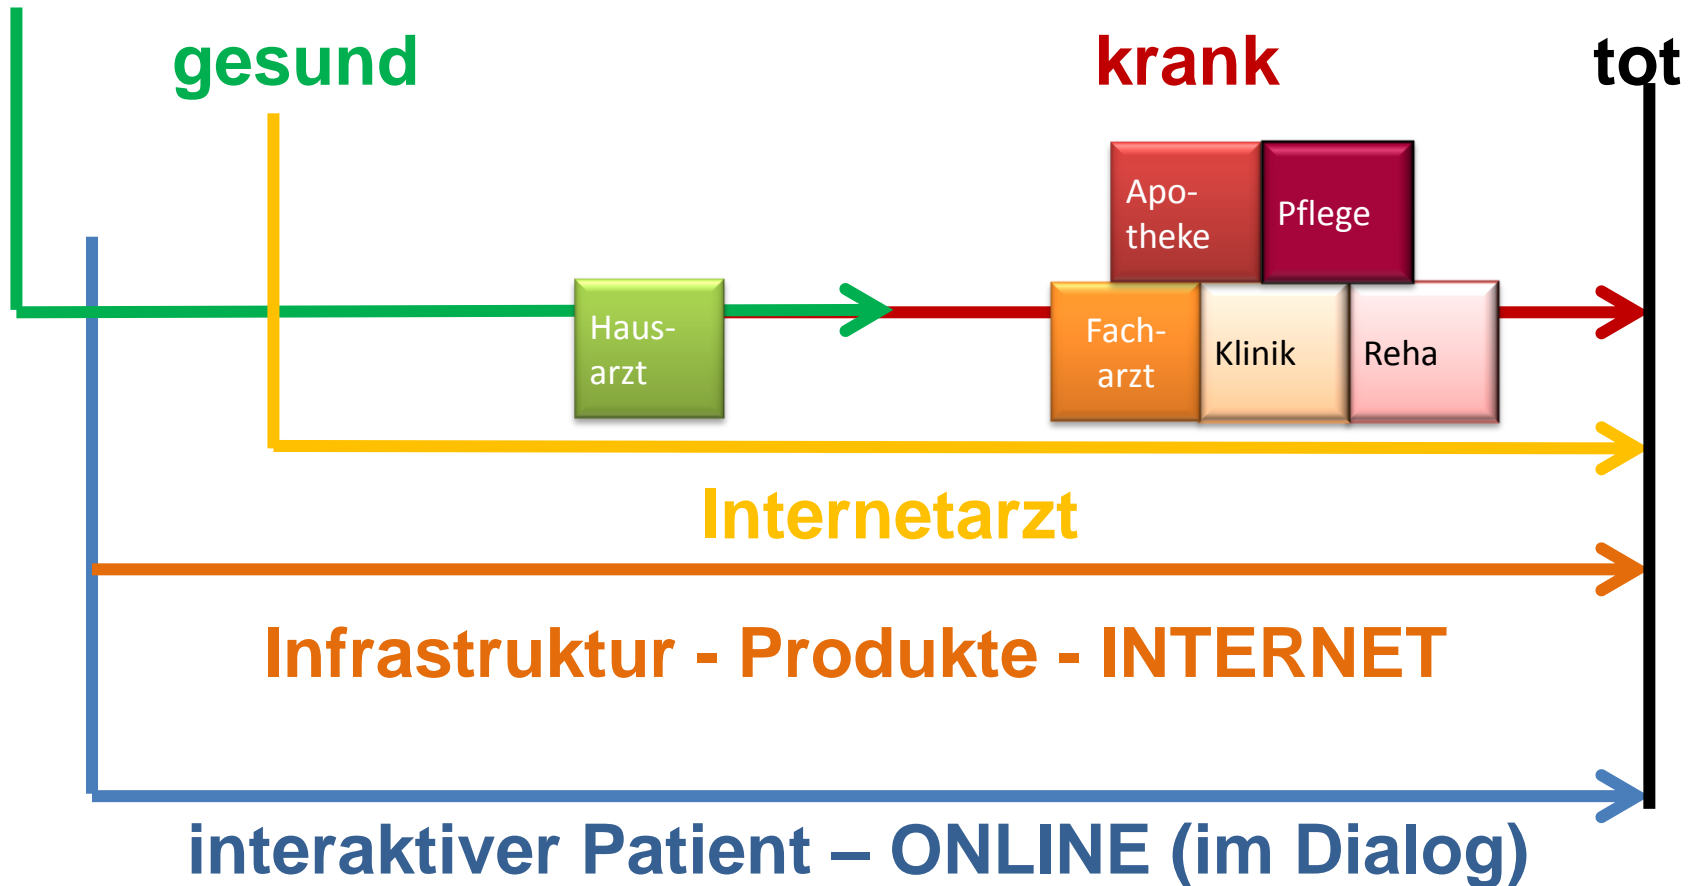 gesund
krank
tot
Apo-
theke
Pflege
Haus-
arzt
Fach-
arzt
Klinik
Reha
Internetarzt
Infrastruktur - Produkte - INTERNET
interaktiver Patient – ONLINE (im Dialog)